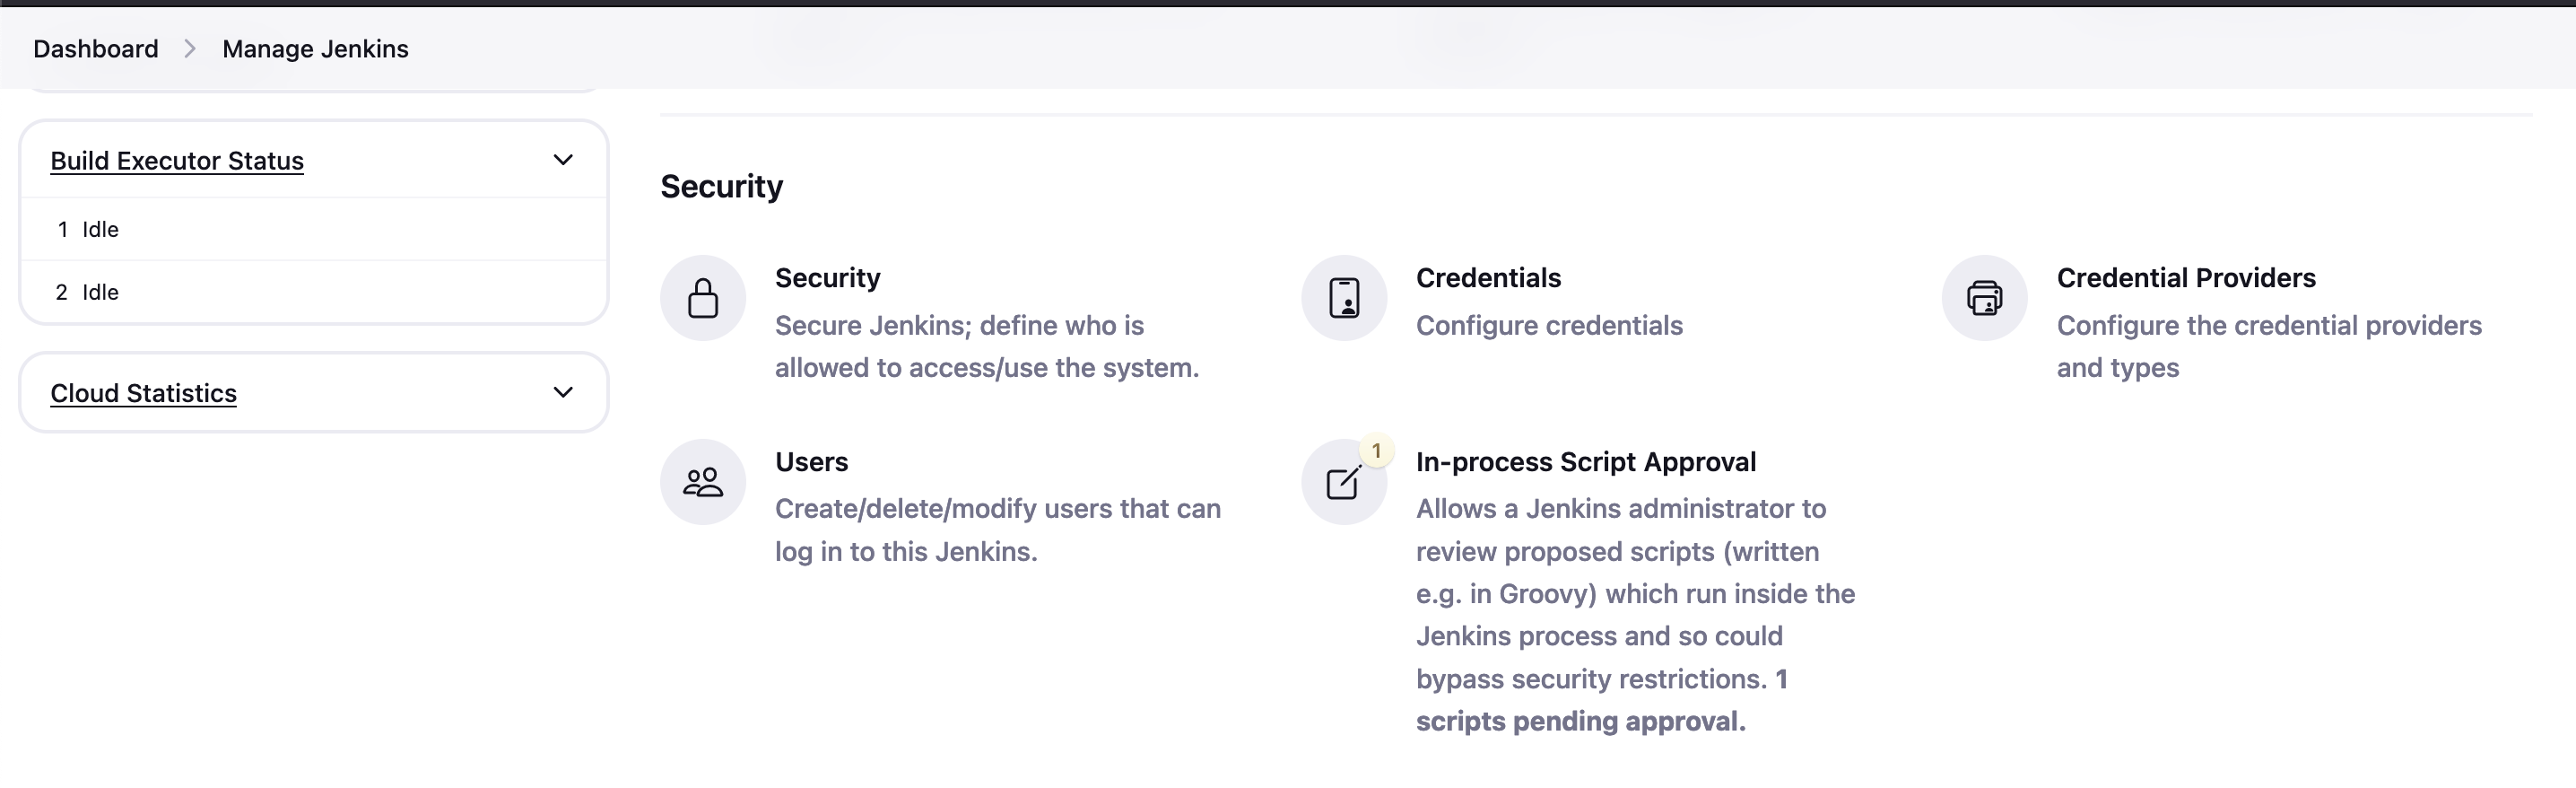 Dashboard > Manage Jenkins
Build Executor Status
1 Idle
2 Idle
Cloud Statistics
Security
Security
Secure Jenkins; define who is
allowed to access/use the system.
Credentials
Configure credentials
Credential Providers
Configure the credential providers
and types
Users
Create/delete/modify users that can
log in to this Jenkins.
1
In-process Script Approval
Allows a Jenkins administrator to
review proposed scripts (written
e.g. in Groovy) which run inside the
Jenkins process and so could
bypass security restrictions. 1
scripts pending approval.